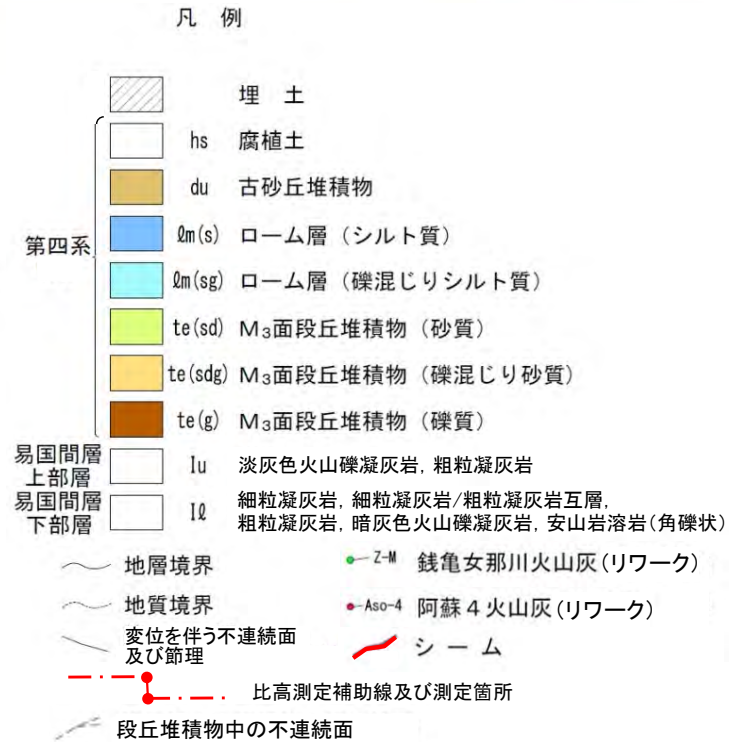 凡 例
埋 土
第四系
hs 腐植土
du 古砂丘堆積物
ℓm(s) ローム層 (シルト質)
ℓm(sg) ローム層 (礫混じりシルト質)
te(sd) M₃面段丘堆積物 (砂質)
te(sdg) M₃面段丘堆積物 (礫混じり砂質)
te(g) M₃面段丘堆積物 (礫質)
易国間層
上部層
Iu 淡灰色火山礫凝灰岩, 粗粒凝灰岩
易国間層
下部層
Iℓ 細粒凝灰岩, 細粒凝灰岩/粗粒凝灰岩互層,
粗粒凝灰岩, 暗灰色火山礫凝灰岩, 安山岩溶岩(角礫状)
地層境界
Z-M 銭亀女那川火山灰(リワーク)
地質境界
Aso-4 阿蘇4火山灰(リワーク)
変位を伴う不連続面
及び節理
シ ー ム
比高測定補助線及び測定箇所
段丘堆積物中の不連続面